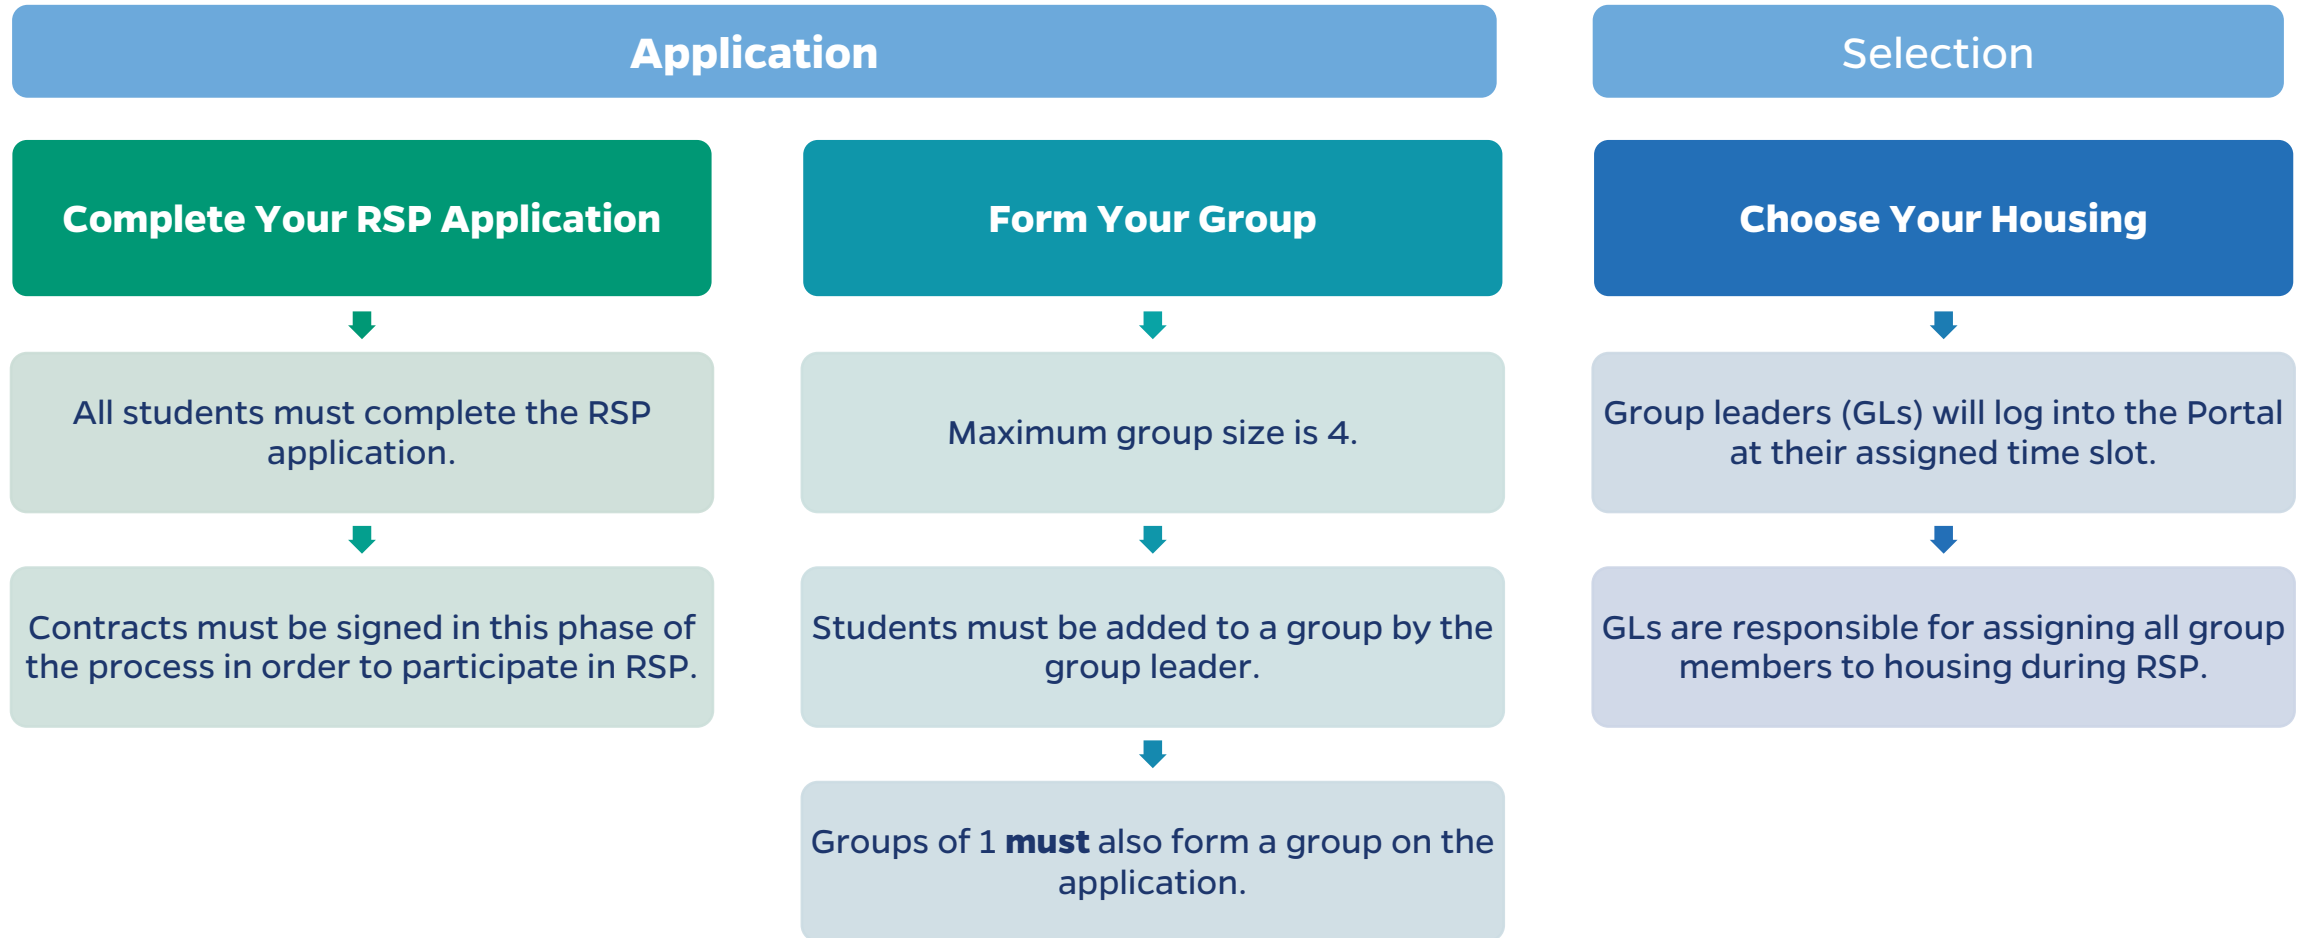 Application
Selection
Complete Your RSP Application
Form Your Group
Choose Your Housing
All students must complete the RSP
application.
Maximum group size is 4.
Group leaders (GLs) will log into the Portal
at their assigned time slot.
Contracts must be signed in this phase of
the process in order to participate in RSP.
Students must be added to a group by the
group leader.
GLs are responsible for assigning all group
members to housing during RSP.
Groups of 1 must also form a group on the
application.